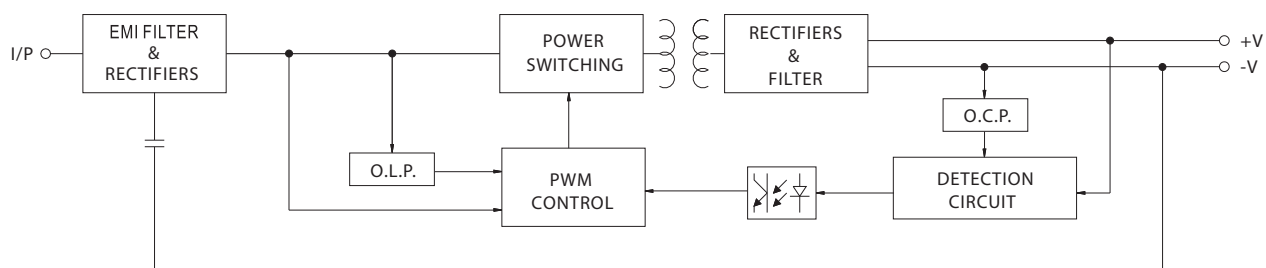 I/P
EMI FILTER
&
RECTIFIERS
POWER
SWITCHING
RECTIFIERS
&
FILTER
+V
-V
O.C.P.
O.L.P.
PWM
CONTROL
DETECTION
CIRCUIT